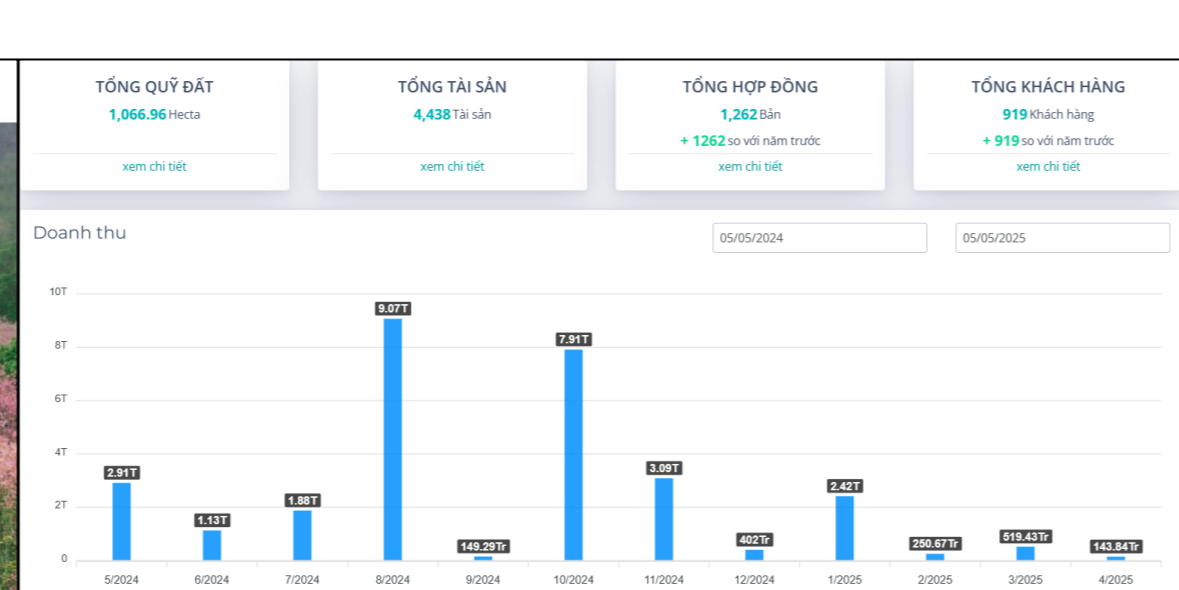 TỔNG QUỸ ĐẤT
1,066.96 Hecta
xem chi tiết
TỔNG TÀI SẢN
4,438 Tài sản
xem chi tiết
TỔNG HỢP ĐỒNG
1,262 Bản
+ 1262 so với năm trước
xem chi tiết
TỔNG KHÁCH HÀNG
919 Khách hàng
+ 919 so với năm trước
xem chi tiết
Doanh thu
05/05/2024
05/05/2025
10T
8T
6T
4T
2T
0
2.91T
1.13T
1.88T
9.07T
149.29Tr
7.91T
3.09T
402Tr
2.42T
250.67Tr
519.43Tr
143.84Tr
5/2024
6/2024
7/2024
8/2024
9/2024
10/2024
11/2024
12/2024
1/2025
2/2025
3/2025
4/2025